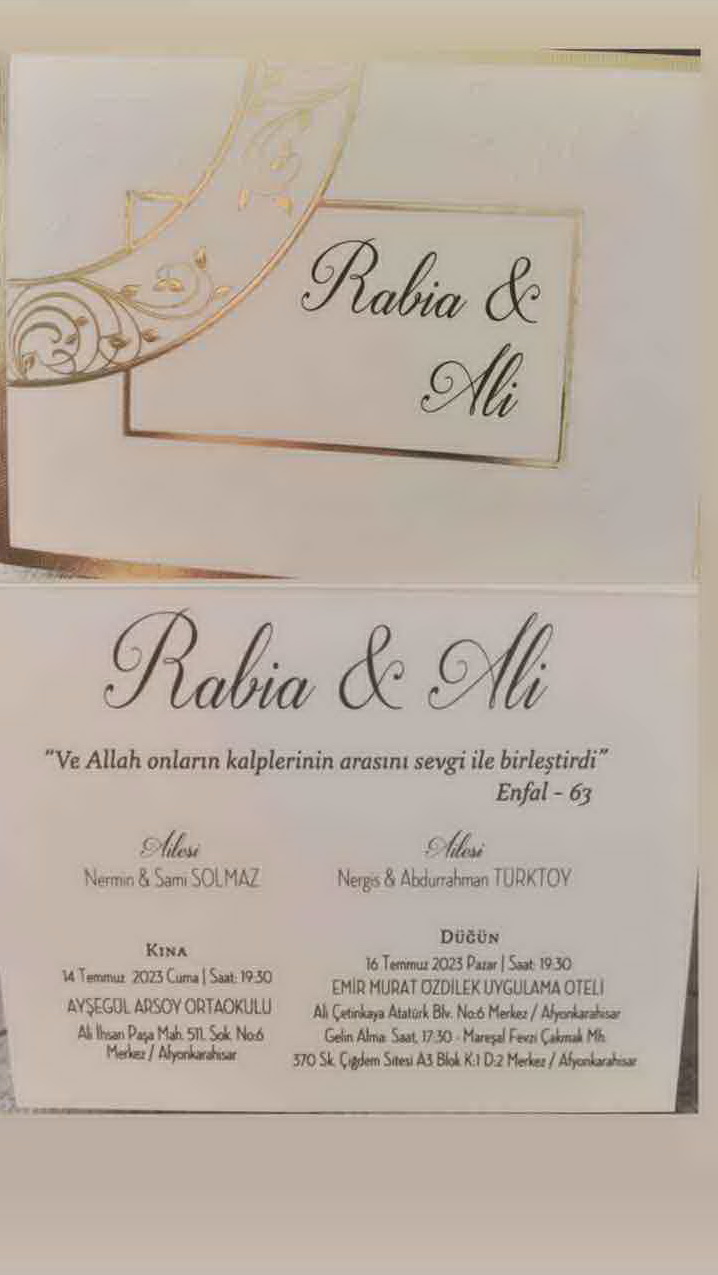 Rabia &
Ali
Rabia & Ali
"Ve Allah onların kalplerinin arasını sevgi ile birleştirdi"
Enfal - 63
Ailesi
Nermin & Sami SOLMAZ
Ailesi
Nergis & Abdurrahman TÜRKTOY
KINA
14 Temmuz 2023 Cuma | Saat: 19:30
AYŞEGÜL ARSOY ORTAOKULU
Ali İhsan Paşa Mah. 511. Sok. No:6
Merkez / Afyonkarahisar
DÜĞÜN
16 Temmuz 2023 Pazar | Saat: 19:30
EMİR MURAT ÖZDİLEK UYGULAMA OTELİ
Ali Çetinkaya Atatürk Blv. No:6 Merkez / Afyonkarahisar
Gelin Alma: Saat, 17:30 - Mareşal Fevzi Çakmak Mh.
370 Sk. Çiğdem Sitesi A3 Blok K:1 D:2 Merkez / Afyonkarahisar